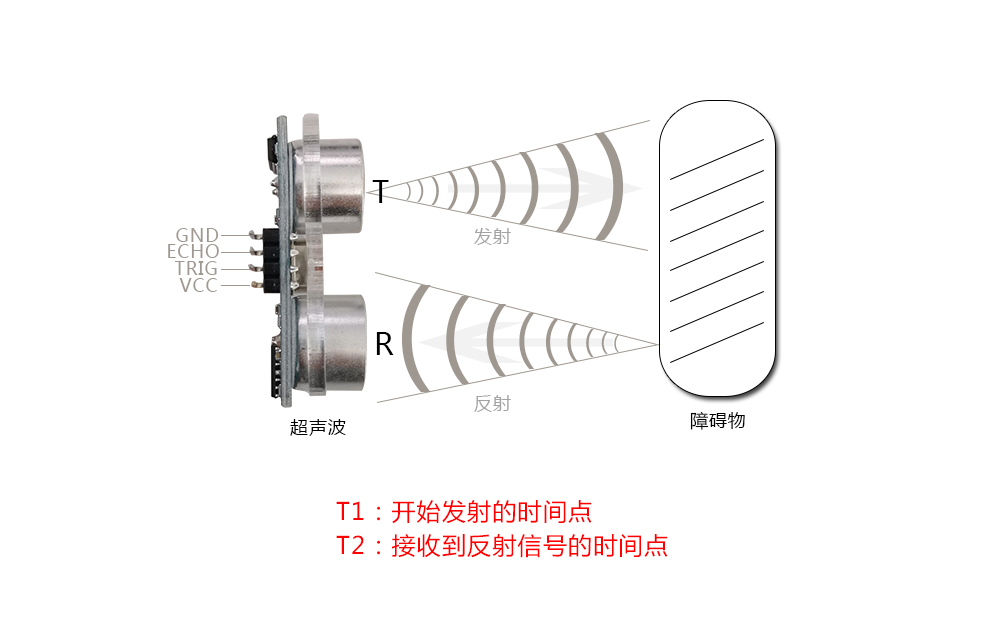 T
GND
ECHO
TRIG
VCC
发射
R
反射
超声波
障碍物
T1：开始发射的时间点
T2：接收到反射信号的时间点